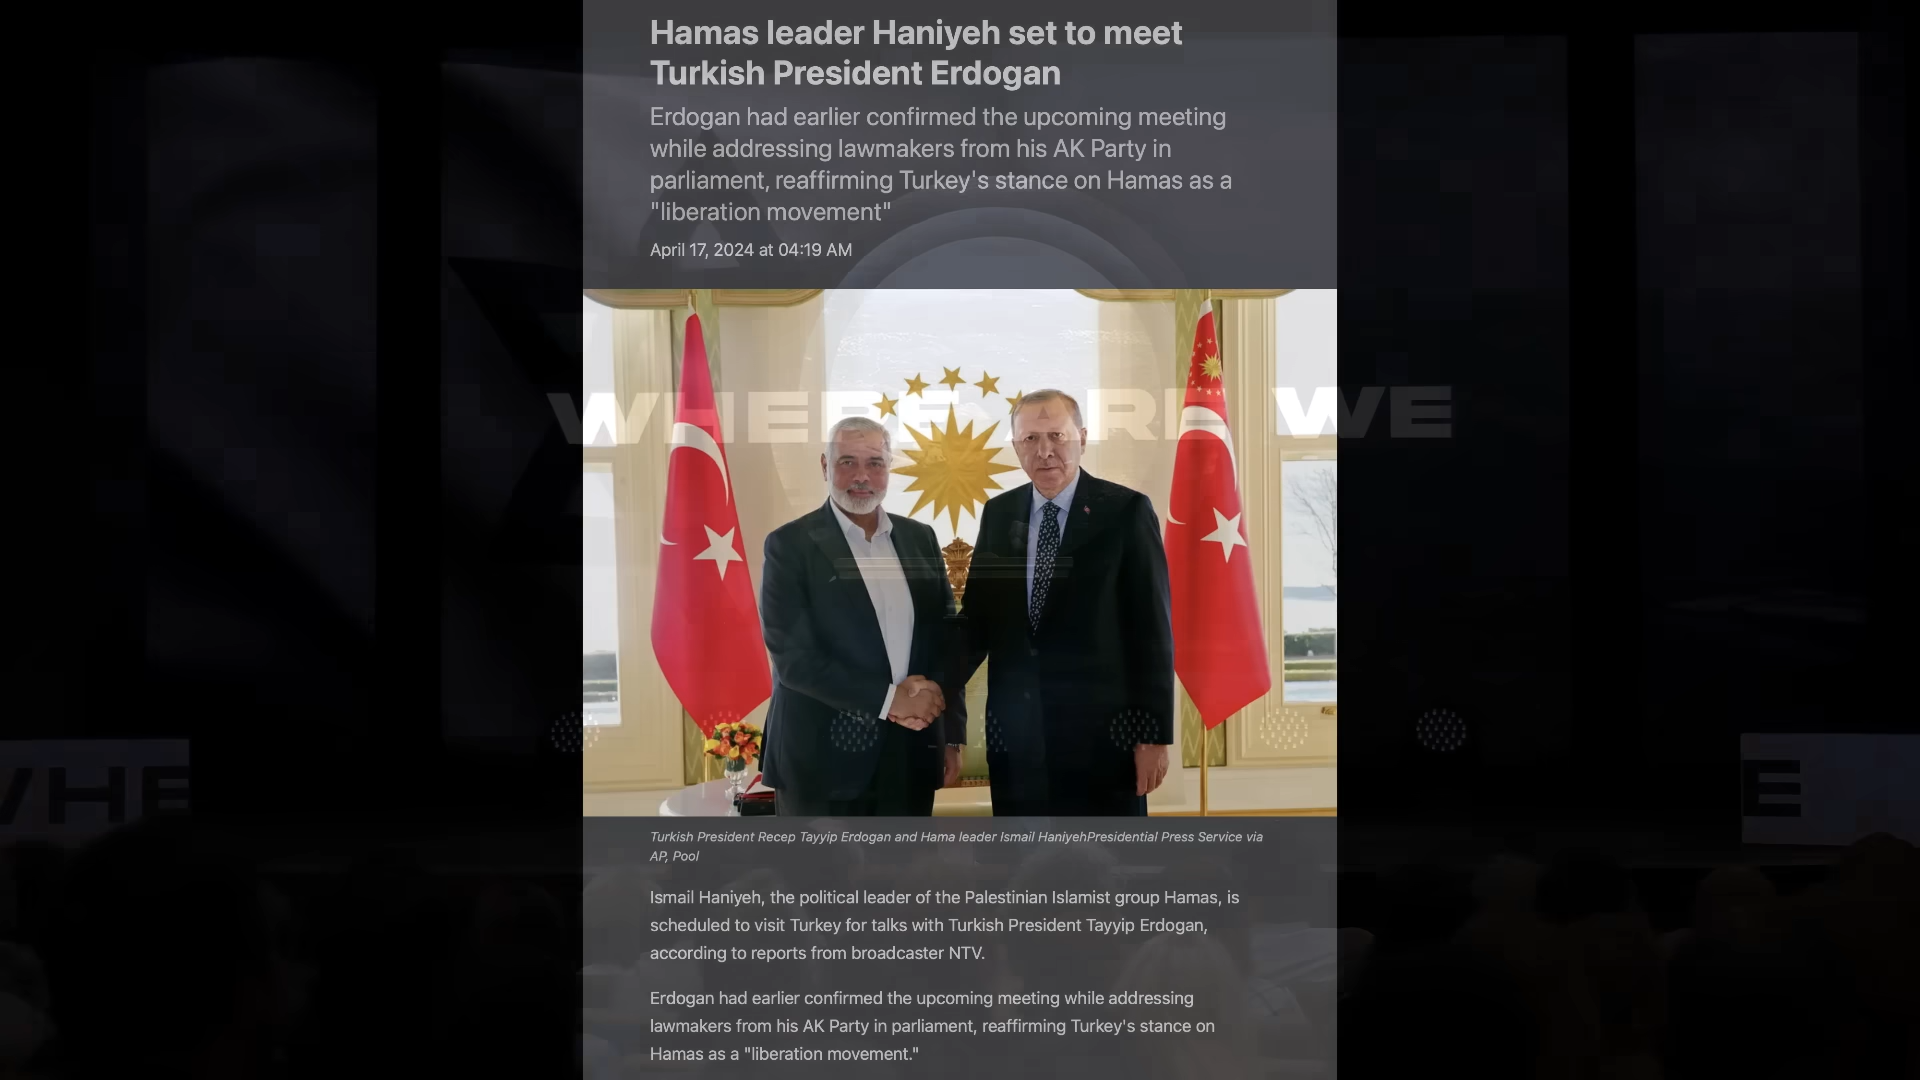 Hamas leader Haniyeh set to meet
Turkish President Erdogan
Erdogan had earlier confirmed the upcoming meeting
while addressing lawmakers from his AK Party in
parliament, reaffirming Turkey's stance on Hamas as a
"liberation movement"
April 17, 2024 at 04:19 AM
WHERE ARE WE
WHE
E
Turkish President Recep Tayyip Erdogan and Hama leader Ismail HaniyehPresidential Press Service via
AP, Pool
Ismail Haniyeh, the political leader of the Palestinian Islamist group Hamas, is
scheduled to visit Turkey for talks with Turkish President Tayyip Erdogan,
according to reports from broadcaster NTV.
Erdogan had earlier confirmed the upcoming meeting while addressing
lawmakers from his AK Party in parliament, reaffirming Turkey's stance on
Hamas as a "liberation movement."